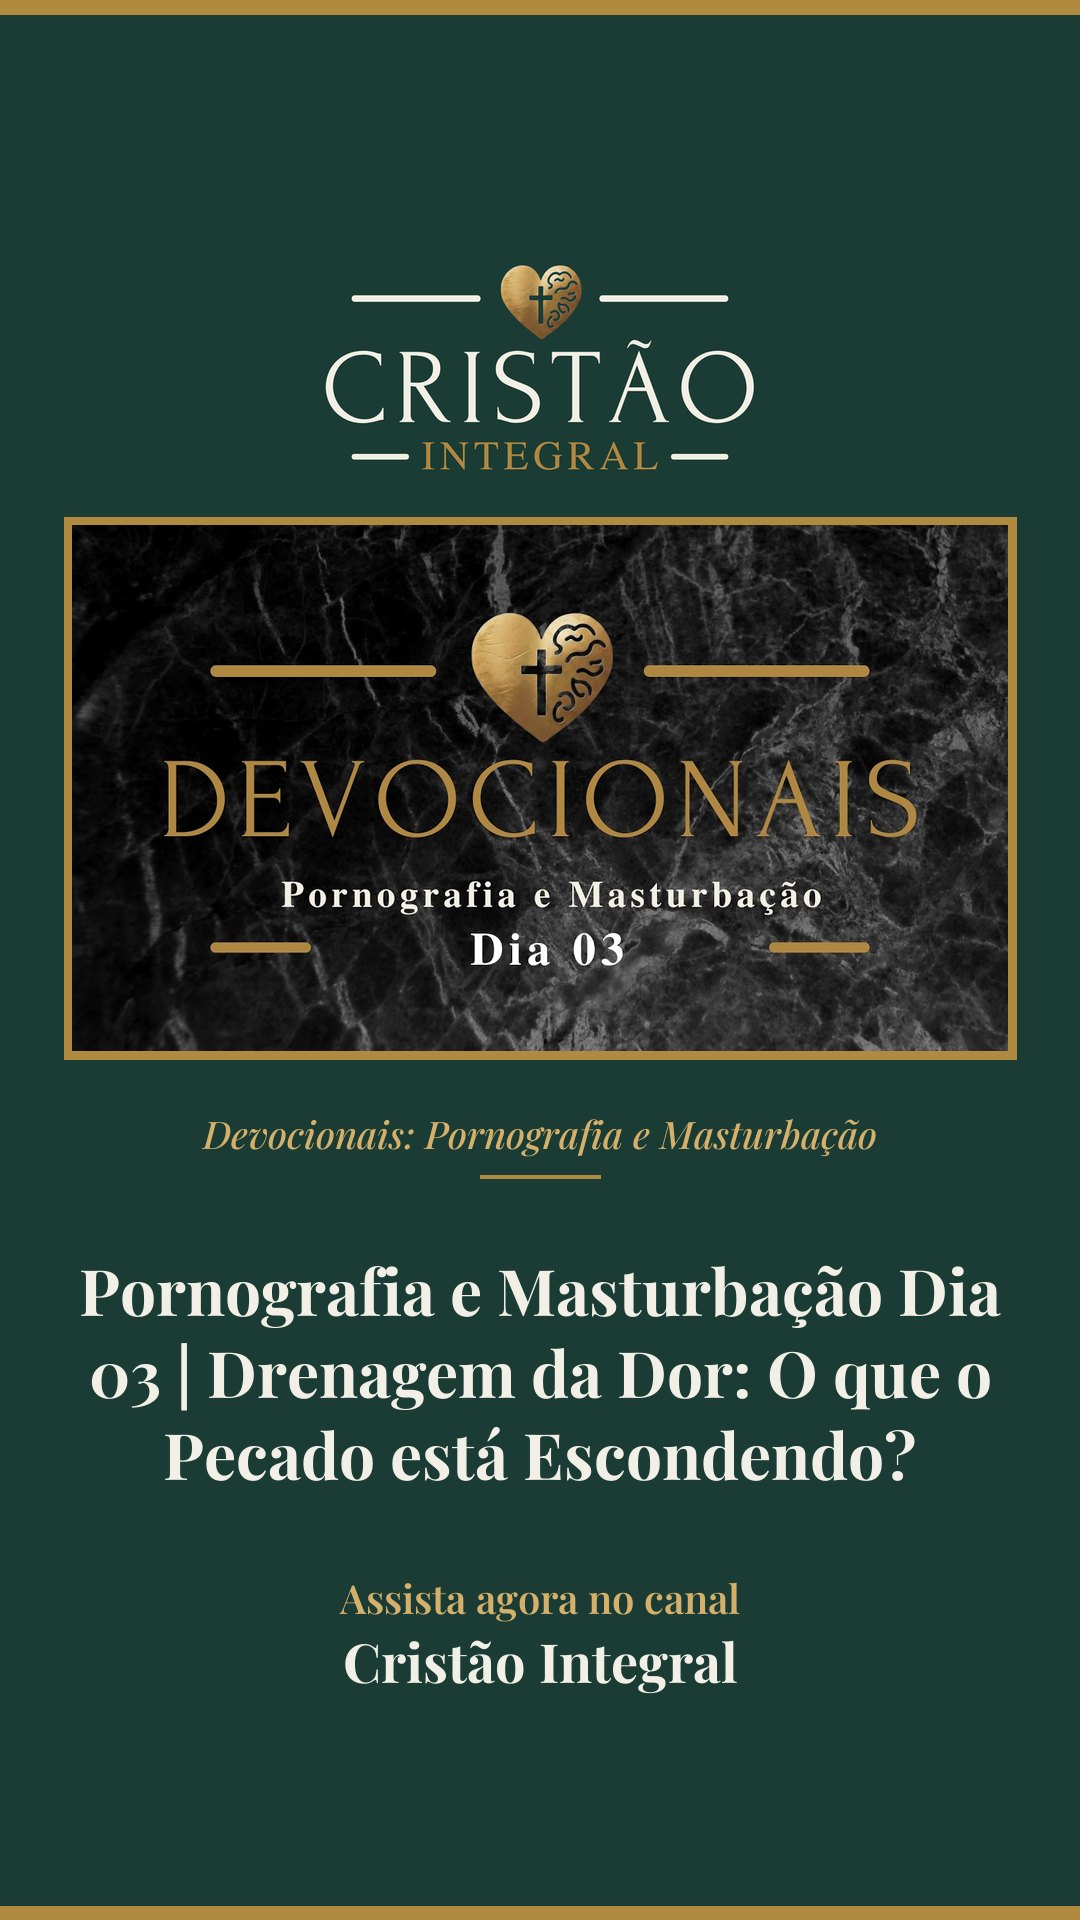 CRISTÃO
INTEGRAL
DEVOCIONAIS
Pornografia e Masturbação
Dia 03
Devocionais: Pornografia e Masturbação
Pornografia e Masturbação Dia
03 | Drenagem da Dor: O que o
Pecado está Escondendo?
Assista agora no canal
Cristão Integral